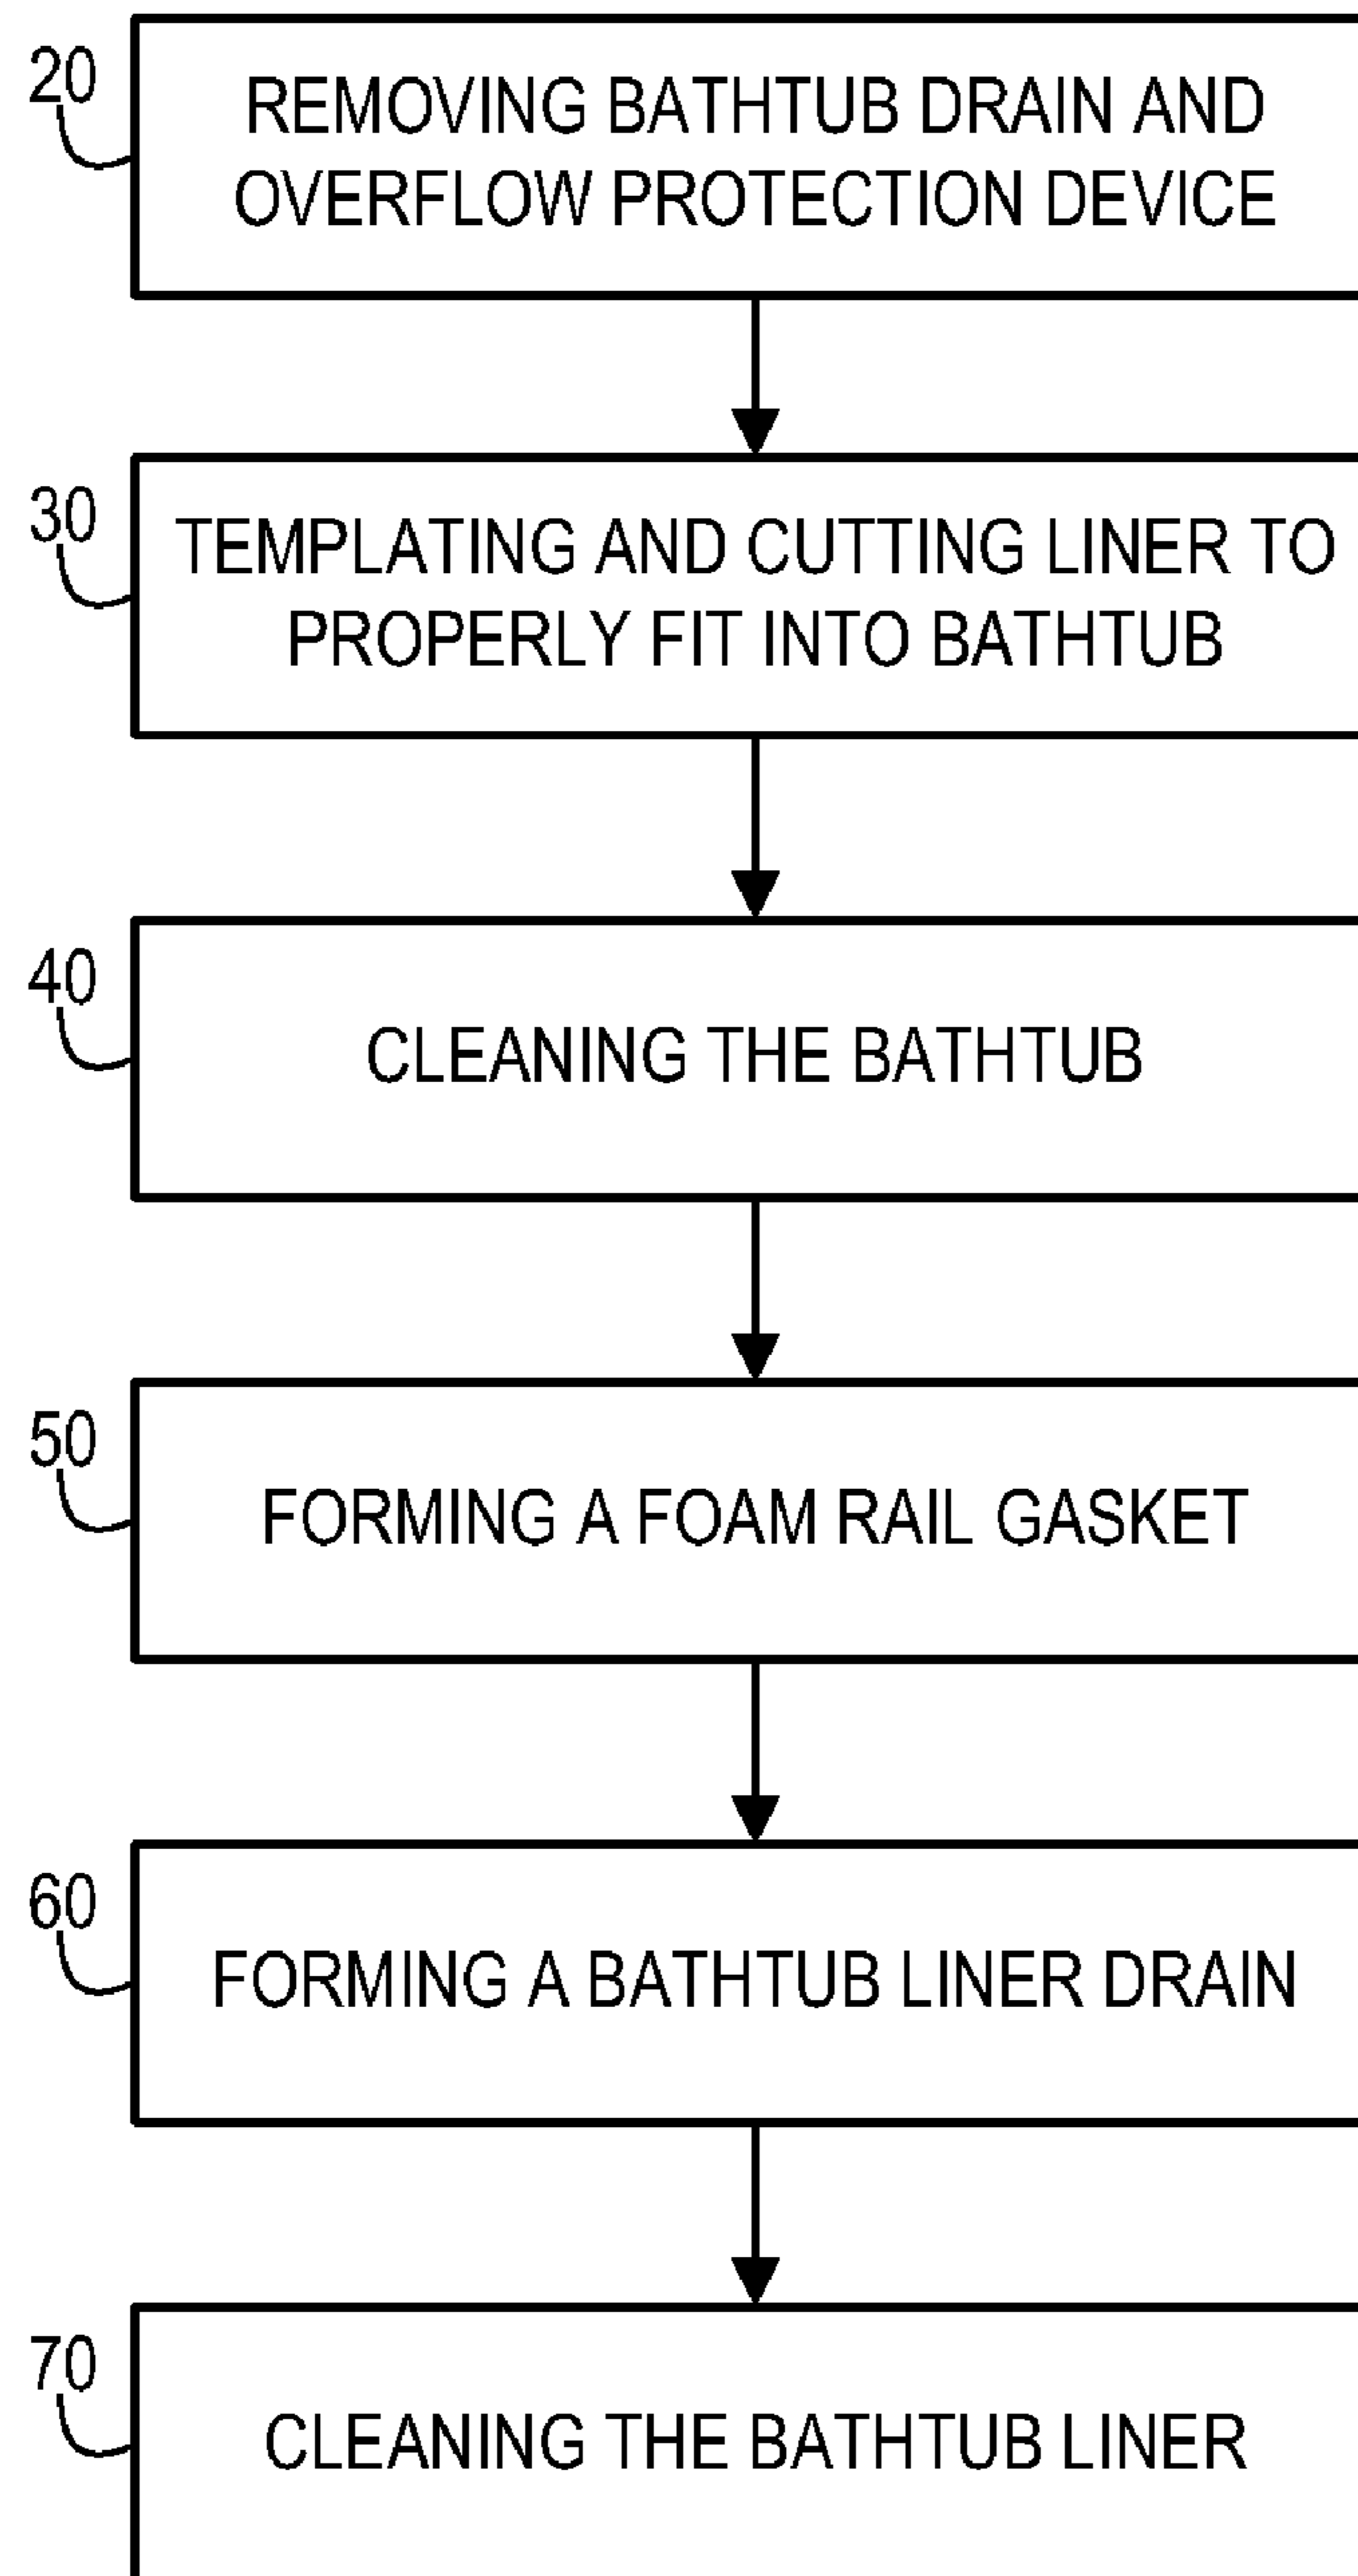 20
REMOVING BATHTUB DRAIN AND
OVERFLOW PROTECTION DEVICE
30
TEMPLATING AND CUTTING LINER TO
PROPERLY FIT INTO BATHTUB
40
CLEANING THE BATHTUB
50
FORMING A FOAM RAIL GASKET
60
FORMING A BATHTUB LINER DRAIN
70
CLEANING THE BATHTUB LINER